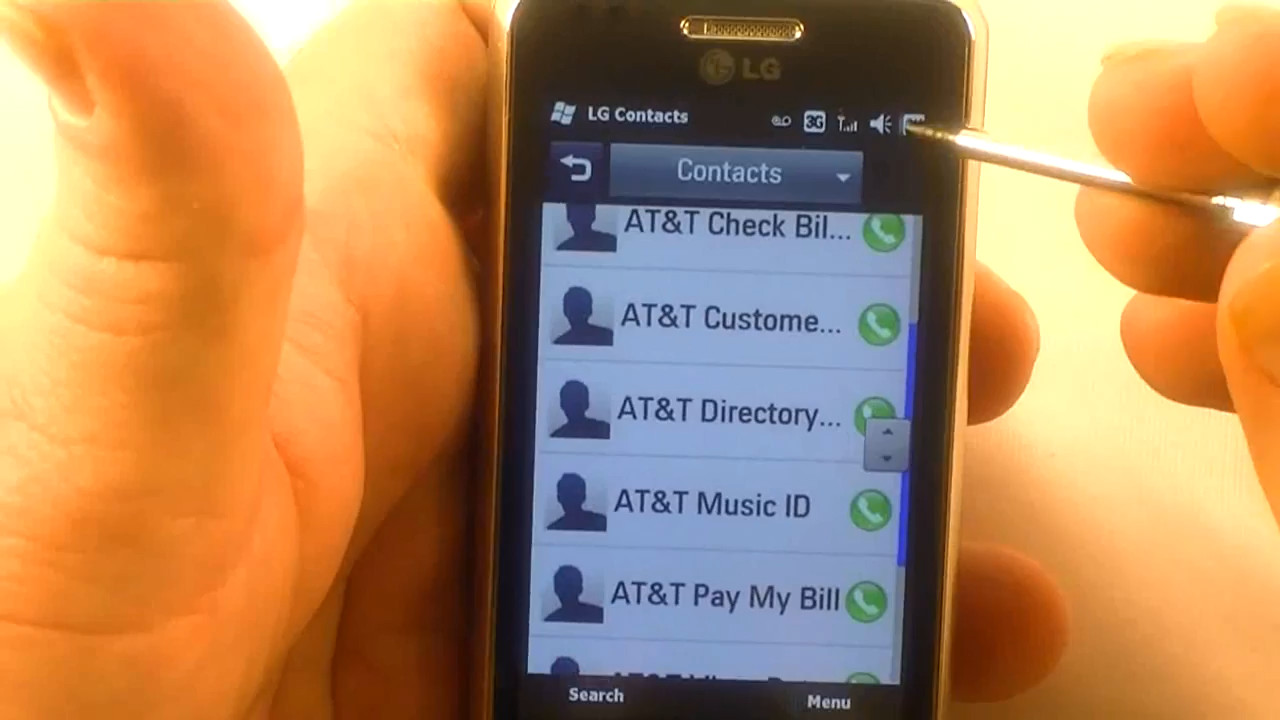 LG
LG Contacts
3G
Contacts
AT&T Check Bil...
AT&T Custome...
AT&T Directory...
AT&T Music ID
AT&T Pay My Bill
Search
Menu